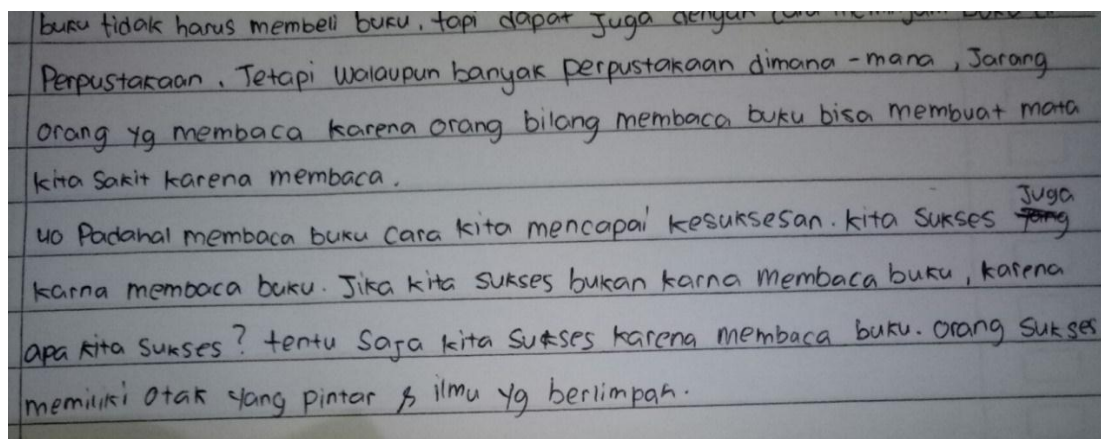 buku tidak harus membeli buku, tapi dapat juga dengan cara
Perpustakaan. Tetapi walaupun banyak perpustakaan dimana-mana, Jarang
orang yg membaca karena orang bilang membaca buku bisa membuat mata
kita Sakit karena membaca.
Juga
40 Padahal membaca buku Cara kita mencapai kesuksesan. kita Sukses
karna membaca buku. Jika kita sukses bukan karna membaca buku, karena
apa kita Sukses? tentu Saja kita Sukses karena membaca buku. orang Sukses
memiliki Otak yang pintar & ilmu yg berlimpah.